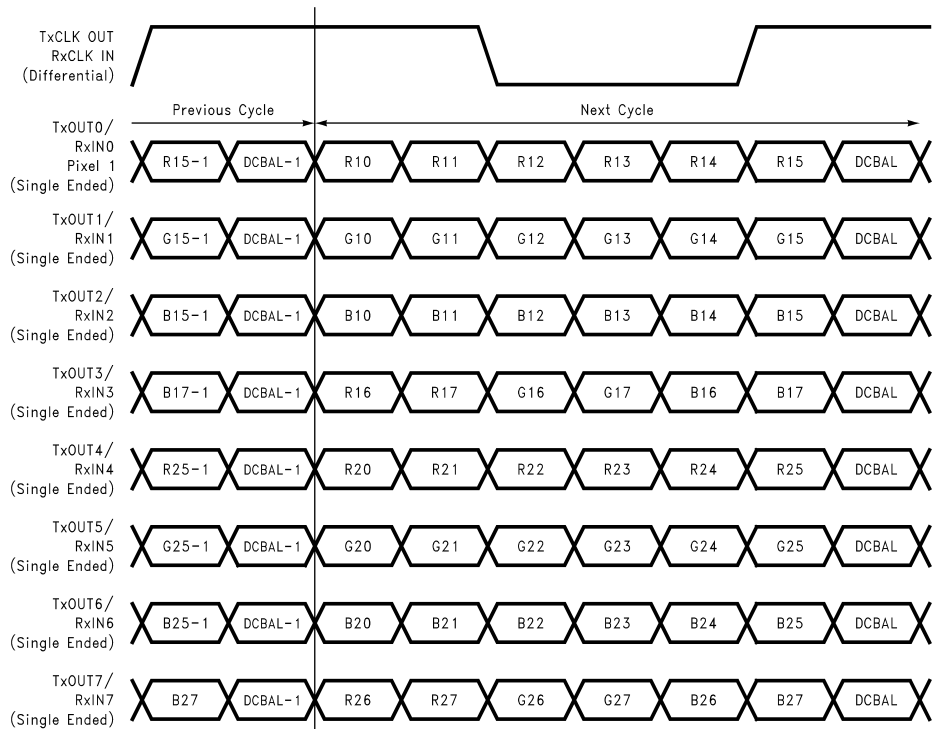 TxCLK OUT
RxCLK IN
(Differential)
Previous Cycle
Next Cycle
TxOUT0/
RxIN0
Pixel 1
(Single Ended)
R15-1 DCBAL-1 R10 R11 R12 R13 R14 R15 DCBAL
TxOUT1/
RxIN1
(Single Ended)
G15-1 DCBAL-1 G10 G11 G12 G13 G14 G15 DCBAL
TxOUT2/
RxIN2
(Single Ended)
B15-1 DCBAL-1 B10 B11 B12 B13 B14 B15 DCBAL
TxOUT3/
RxIN3
(Single Ended)
B17-1 DCBAL-1 R16 R17 G16 G17 B16 B17 DCBAL
TxOUT4/
RxIN4
(Single Ended)
R25-1 DCBAL-1 R20 R21 R22 R23 R24 R25 DCBAL
TxOUT5/
RxIN5
(Single Ended)
G25-1 DCBAL-1 G20 G21 G22 G23 G24 G25 DCBAL
TxOUT6/
RxIN6
(Single Ended)
B25-1 DCBAL-1 B20 B21 B22 B23 B24 B25 DCBAL
TxOUT7/
RxIN7
(Single Ended)
B27 DCBAL-1 R26 R27 G26 G27 B26 B27 DCBAL